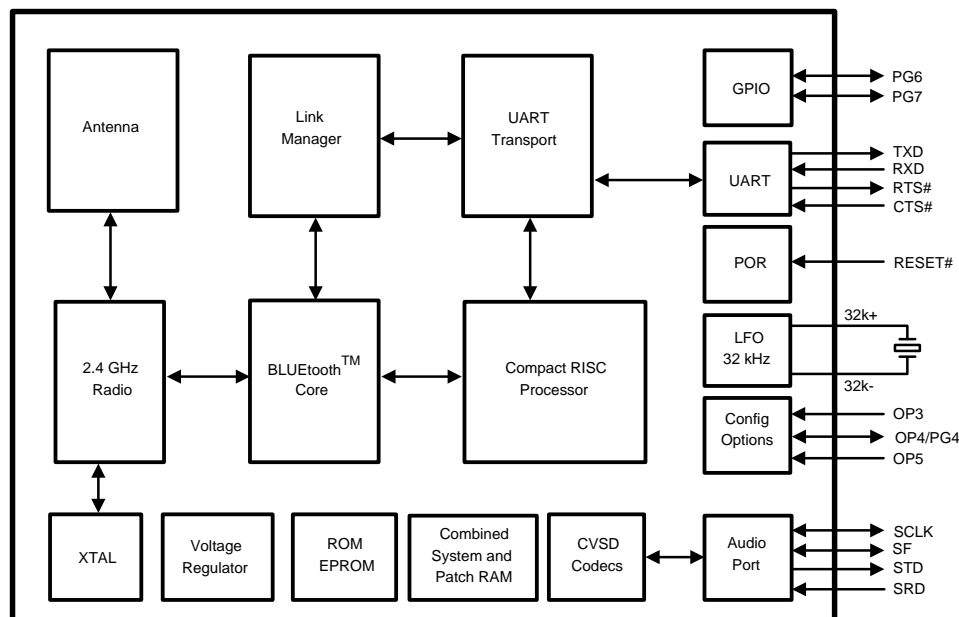 Antenna
Link
Manager
UART
Transport
GPIO
PG6
PG7
UART
TXD
RXD
RTS#
CTS#
POR
RESET#
2.4 GHz
Radio
BLUEtooth™
Core
Compact RISC
Processor
LFO
32 kHz
32k+
32k-
Config
Options
OP3
OP4/PG4
OP5
XTAL
Voltage
Regulator
ROM
EPROM
Combined
System and
Patch RAM
CVSD
Codecs
Audio
Port
SCLK
SF
STD
SRD